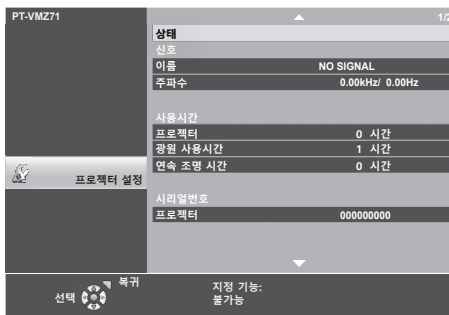 PT-VMZ71
1/2
상태
신호
이름 NO SIGNAL
주파수 0.00kHz/ 0.00Hz
사용시간
프로젝터 0 시간
광원 사용시간 1 시간
연속 조명 시간 0 시간
프로젝터 설정
시리얼번호
프로젝터 000000000
선택
복귀
지정 기능:
불가능